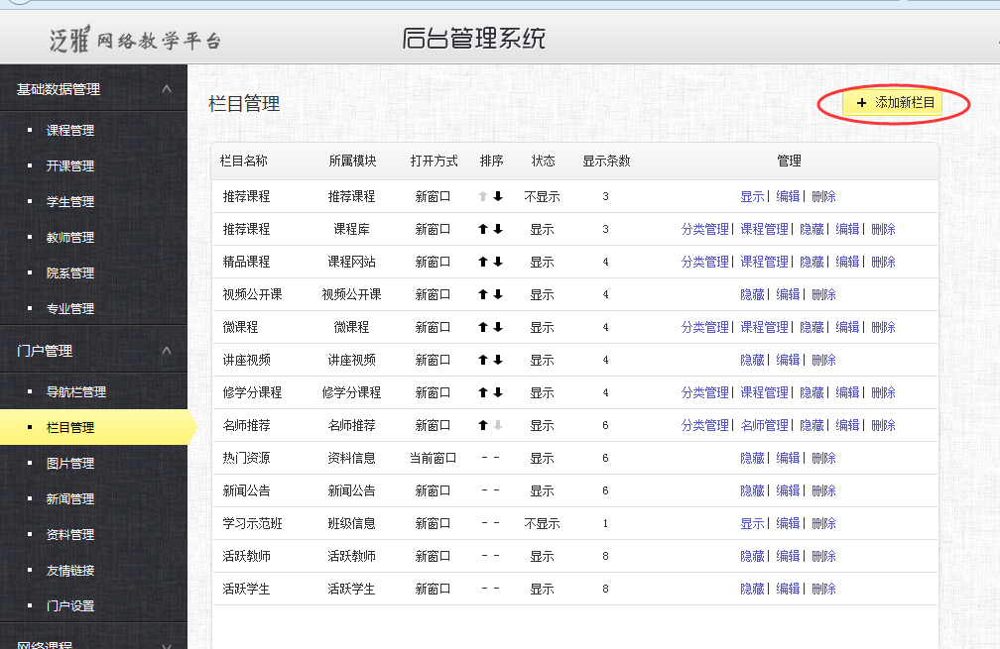 泛雅网络教学平台
后台管理系统
基础数据管理
课程管理
开课管理
学生管理
教师管理
院系管理
专业管理
门户管理
导航栏管理
栏目管理
图片管理
新闻管理
资料管理
友情链接
门户设置
网络课程
栏目管理
+ 添加新栏目
栏目名称 所属模块 打开方式 排序 状态 显示条数 管理
推荐课程 推荐课程 新窗口 ⬆⬇ 不显示 3 显示| 编辑| 删除
推荐课程 课程库 新窗口 ⬆⬇ 显示 3 分类管理| 课程管理| 隐藏| 编辑| 删除
精品课程 课程网站 新窗口 ⬆⬇ 显示 4 分类管理| 课程管理| 隐藏| 编辑| 删除
视频公开课 视频公开课 新窗口 ⬆⬇ 显示 4 隐藏| 编辑| 删除
微课程 微课程 新窗口 ⬆⬇ 显示 4 分类管理| 课程管理| 隐藏| 编辑| 删除
讲座视频 讲座视频 新窗口 ⬆⬇ 显示 4 隐藏| 编辑| 删除
修学分课程 修学分课程 新窗口 ⬆⬇ 显示 4 分类管理| 课程管理| 隐藏| 编辑| 删除
名师推荐 名师推荐 新窗口 ⬆⬇ 显示 6 分类管理| 名师管理| 隐藏| 编辑| 删除
热门资源 资料信息 当前窗口 - - 显示 6 隐藏| 编辑| 删除
新闻公告 新闻公告 新窗口 - - 显示 6 隐藏| 编辑| 删除
学习示范班 班级信息 新窗口 - - 不显示 1 显示| 编辑| 删除
活跃教师 活跃教师 新窗口 - - 显示 8 隐藏| 编辑| 删除
活跃学生 活跃学生 新窗口 - - 显示 8 隐藏| 编辑| 删除